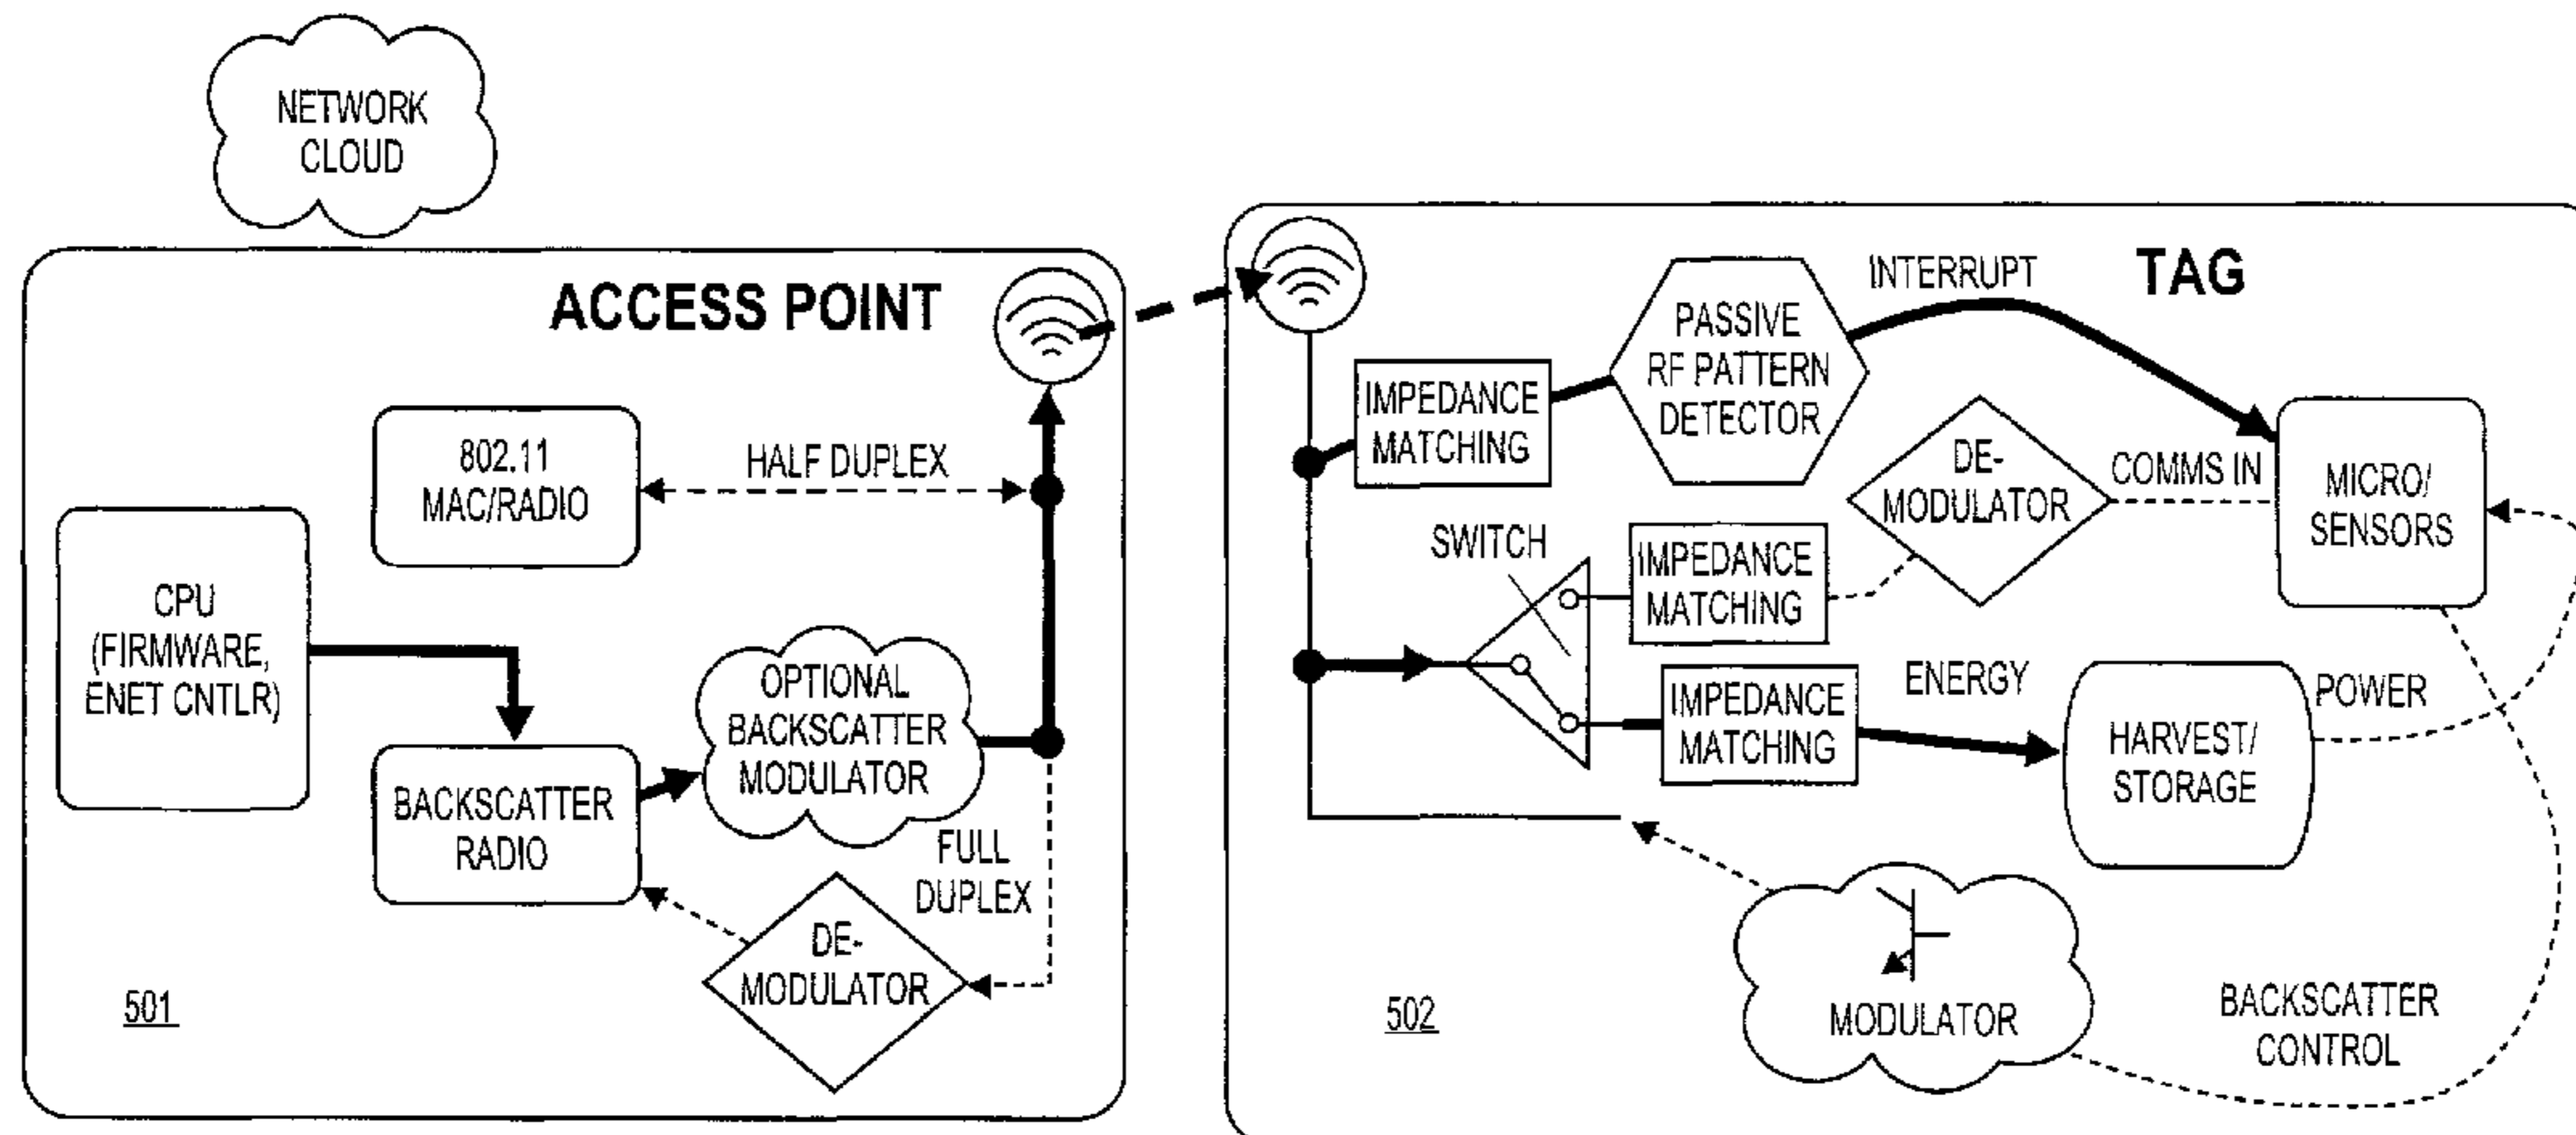 NETWORK
CLOUD
ACCESS POINT
802.11
MAC/RADIO
HALF DUPLEX
CPU
(FIRMWARE,
ENET CNTLR)
OPTIONAL
BACKSCATTER
MODULATOR
BACKSCATTER
RADIO
FULL
DUPLEX
DE-
MODULATOR
501
TAG
INTERRUPT
PASSIVE
RF PATTERN
DETECTOR
IMPEDANCE
MATCHING
DE-
MODULATOR
COMMS IN
MICRO/
SENSORS
SWITCH
IMPEDANCE
MATCHING
ENERGY
IMPEDANCE
MATCHING
POWER
HARVEST/
STORAGE
MODULATOR
BACKSCATTER
CONTROL
502